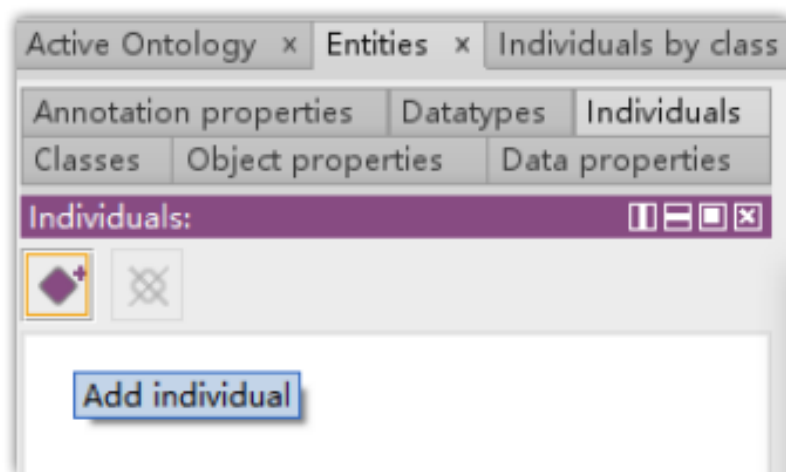 Active Ontology × Entities × Individuals by class
Annotation properties Datatypes Individuals
Classes Object properties Data properties
Individuals:
Add individual